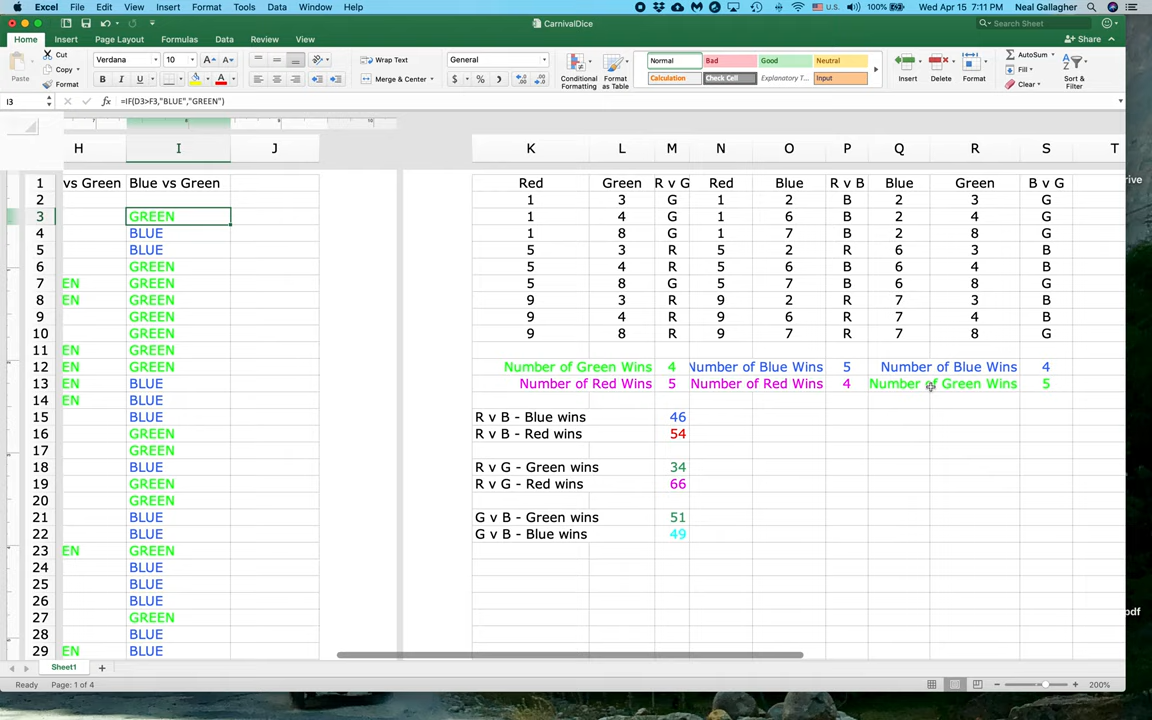 Excel File Edit View Insert Format Tools Data Window Help U.S. 100% Wed Apr 15 7:11 PM Neal Gallagher
CarnivalDice Search Sheet
Home Insert Page Layout Formulas Data Review View Share
Paste Cut Copy Format Verdana 10 A A B I U A Wrap Text Merge & Center General $ % Conditional Formatting Format as Table Normal Bad Good Neutral Calculation Check Cell Explanatory T... Input Insert Delete Format AutoSum Fill Clear Sort & Filter
I3 fx =IF(D3>F3,"BLUE","GREEN")
7 8 9 10
H I J K L M N O P Q R S T
1 vs Green Blue vs Green Red Green R v G Red Blue R v B Blue Green B v G
2 1 3 G 1 2 B 2 3 G
3 GREEN 1 4 G 1 6 B 2 4 G
4 BLUE 1 8 G 1 7 B 2 8 G
5 BLUE 5 3 R 5 2 R 6 3 B
6 GREEN 5 4 R 5 6 B 6 4 B
7 EN GREEN 5 8 G 5 7 B 6 8 G
8 EN GREEN 9 3 R 9 2 R 7 3 B
9 GREEN 9 4 R 9 6 R 7 4 B
10 GREEN 9 8 R 9 7 R 7 8 G
11 EN GREEN
12 EN GREEN Number of Green Wins 4 Number of Blue Wins 5 Number of Blue Wins 4
13 EN BLUE Number of Red Wins 5 Number of Red Wins 4 Number of Green Wins 5
14 EN BLUE
15 BLUE R v B - Blue wins 46
16 GREEN R v B - Red wins 54
17 GREEN
18 BLUE R v G - Green wins 34
19 GREEN R v G - Red wins 66
20 GREEN
21 BLUE G v B - Green wins 51
22 BLUE G v B - Blue wins 49
23 EN GREEN
24 BLUE
25 BLUE
26 BLUE
27 GREEN
28 BLUE
29 EN BLUE
Sheet1
Ready Page: 1 of 4 200%